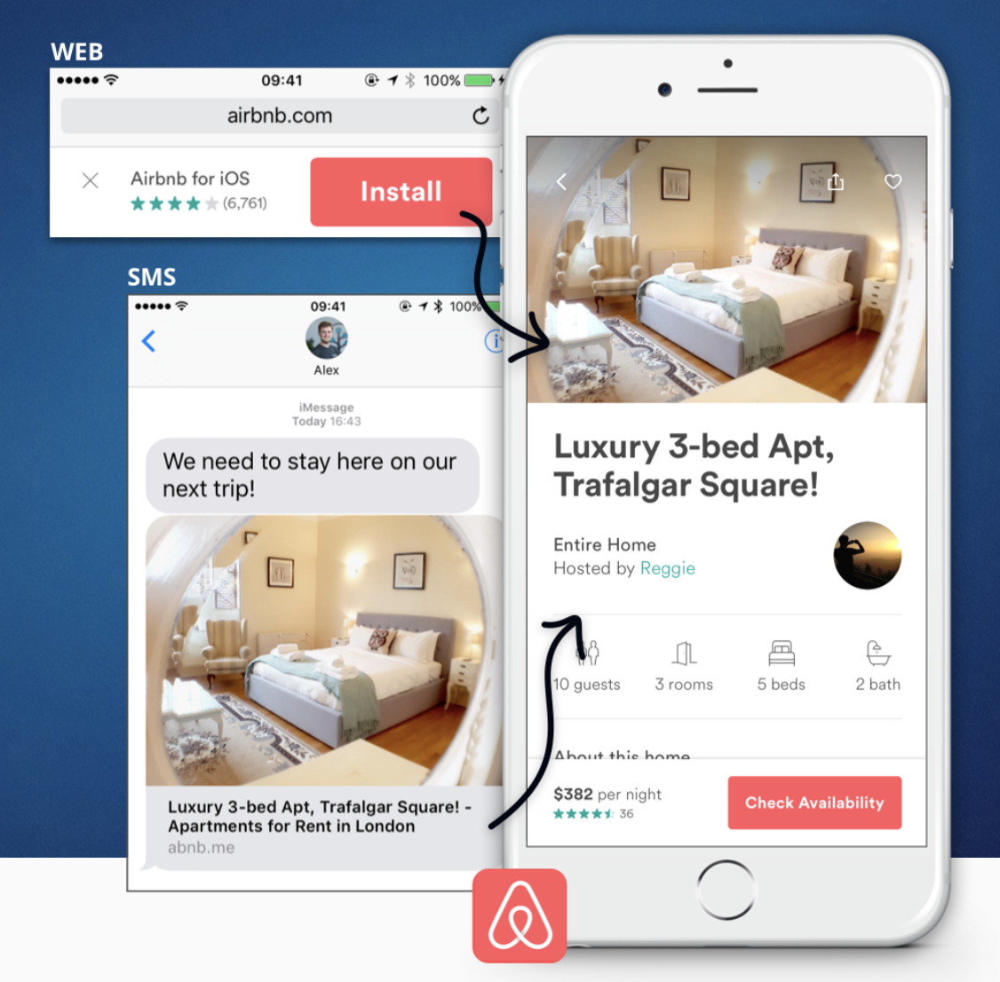 WEB
09:41
100%
airbnb.com
Airbnb for iOS
(6,761)
Install
SMS
09:41
100%
Alex
iMessage
Today 16:43
We need to stay here on our
next trip!
Luxury 3-bed Apt, Trafalgar Square! -
Apartments for Rent in London
abnb.me
Luxury 3-bed Apt,
Trafalgar Square!
Entire Home
Hosted by Reggie
10 guests
3 rooms
5 beds
2 bath
About this home
$382 per night
36
Check Availability